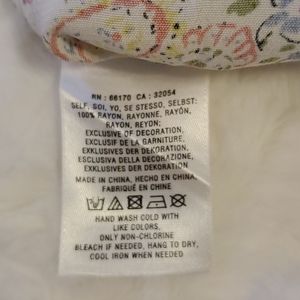 RN : 66170 CA : 32054
SELF, SOI, YO, SE STESSO, SELBST:
100% RAYON, RAYONNE, RAYÓN,
RAYON, REYON;
EXCLUSIVE OF DECORATION,
EXCLUSIF DE LA GARNITURE,
EXKLUSIVES DER DEKORATION,
ESCLUSIVA DELLA DECORAZIONE,
EXKLUSIVES DER DEKORATION
MADE IN CHINA, HECHO EN CHINA,
FABRIQUÉ EN CHINE
HAND WASH COLD WITH
LIKE COLORS,
ONLY NON-CHLORINE
BLEACH IF NEEDED, HANG TO DRY,
COOL IRON IF NEEDED